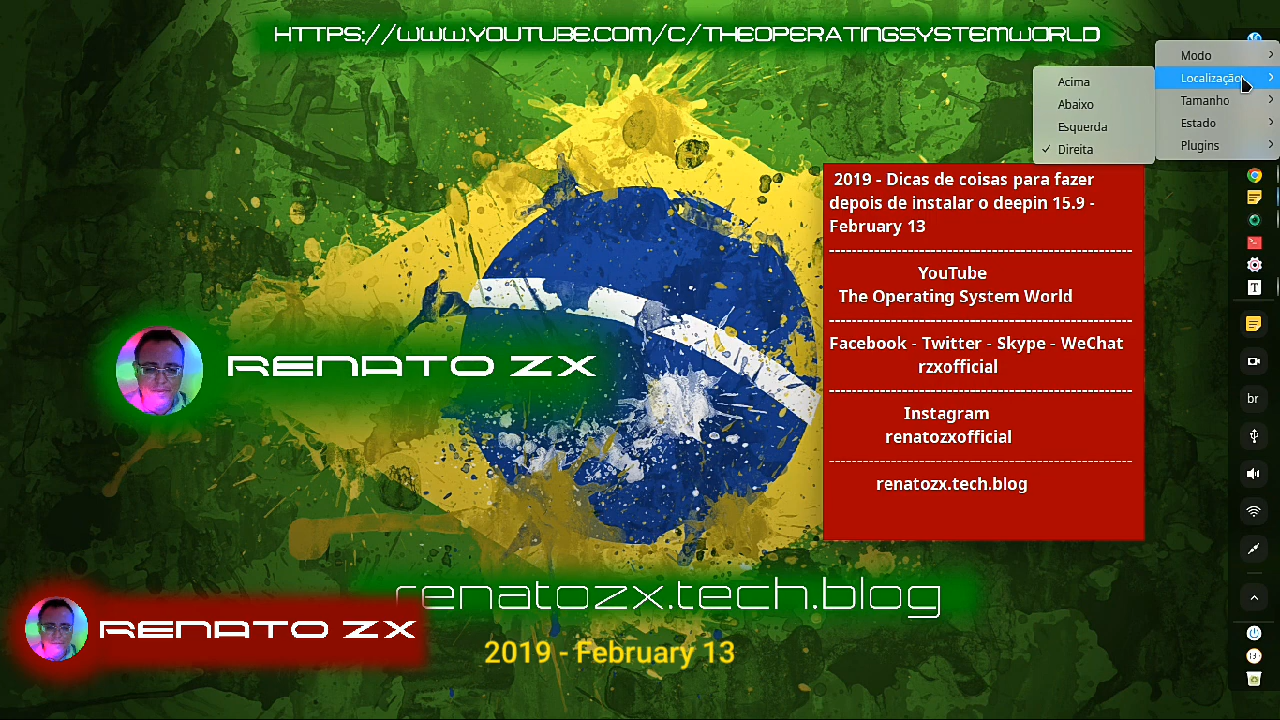 HTTPS://WWW.YOUTUBE.COM/C/THEOPERATINGSYSTEMWORLD
Modo
Localização
Tamanho
Estado
Plugins
Acima
Abaixo
Esquerda
Direita
2019 - Dicas de coisas para fazer
depois de instalar o deepin 15.9 -
February 13
------------------------------------------------------------
YouTube
The Operating System World
------------------------------------------------------------
Facebook - Twitter - Skype - WeChat
rzxofficial
------------------------------------------------------------
Instagram
renatozxofficial
------------------------------------------------------------
renatozx.tech.blog
RENATO ZX
br
renatozx.tech.blog
RENATO ZX
2019 - February 13